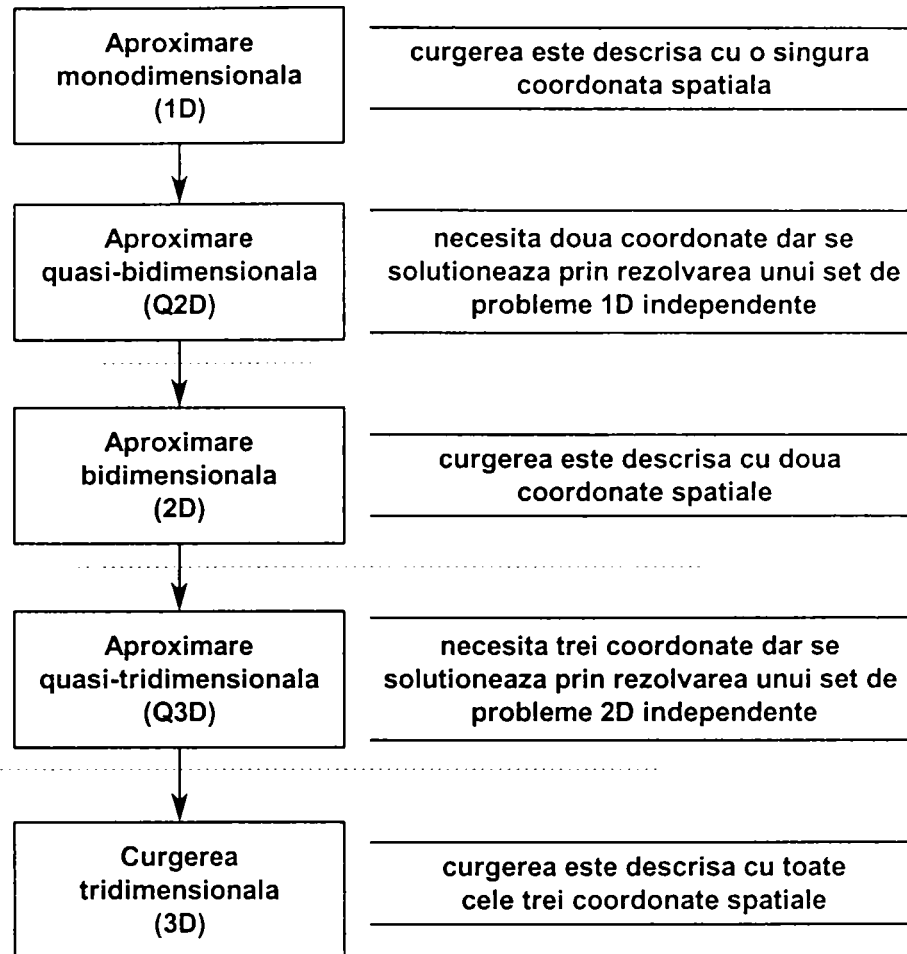 Aproximare
monodimensionala
(1D)
curgerea este descrisa cu o singura
coordonata spatiala
Aproximare
quasi-bidimensionala
(Q2D)
necesita doua coordonate dar se
solutioneaza prin rezolvarea unui set de
probleme 1D independente
Aproximare
bidimensionala
(2D)
curgerea este descrisa cu doua
coordonate spatiale
Aproximare
quasi-tridimensionala
(Q3D)
necesita trei coordonate dar se
solutioneaza prin rezolvarea unui set de
probleme 2D independente
Curgerea
tridimensionala
(3D)
curgerea este descrisa cu toate
cele trei coordonate spatiale